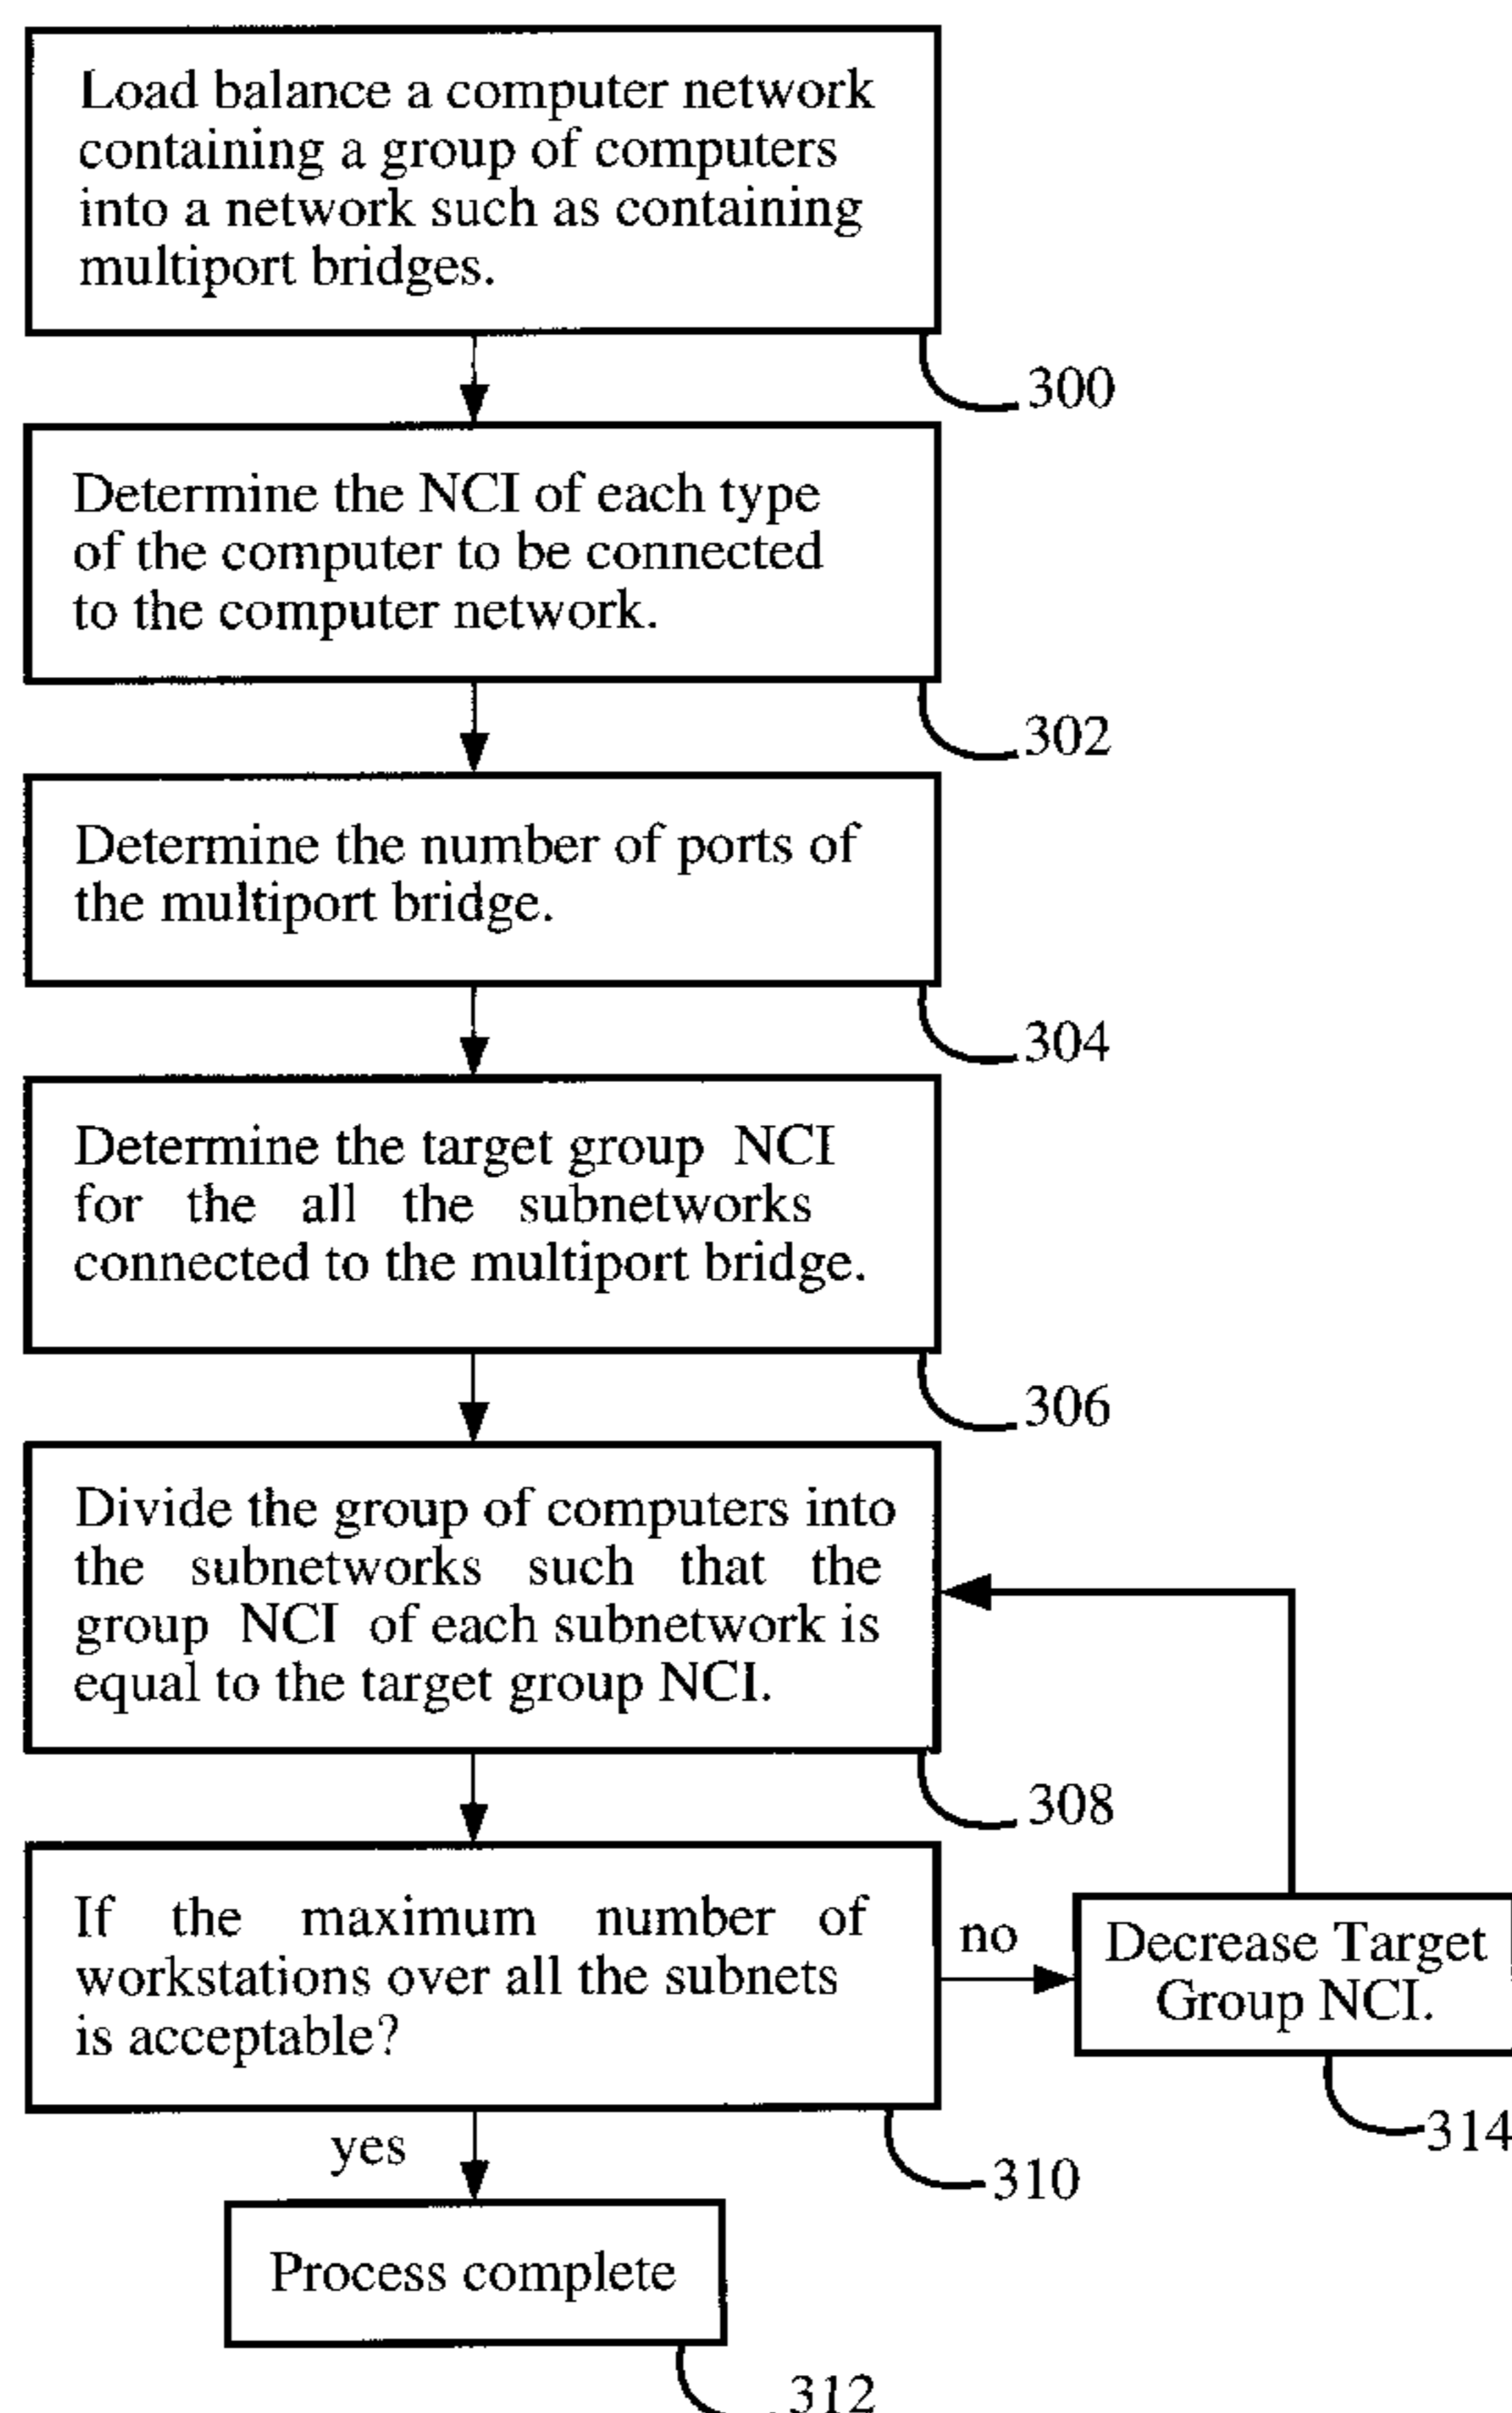 Load balance a computer network
containing a group of computers
into a network such as containing
multiport bridges.
300
Determine the NCI of each type
of the computer to be connected
to the computer network.
302
Determine the number of ports of
the multiport bridge.
304
Determine the target group NCI
for the all the subnetworks
connected to the multiport bridge.
306
Divide the group of computers into
the subnetworks such that the
group NCI of each subnetwork is
equal to the target group NCI.
308
If the maximum number of
workstations over all the subnets
is acceptable?
no
Decrease Target
Group NCI.
314
yes
310
Process complete
312